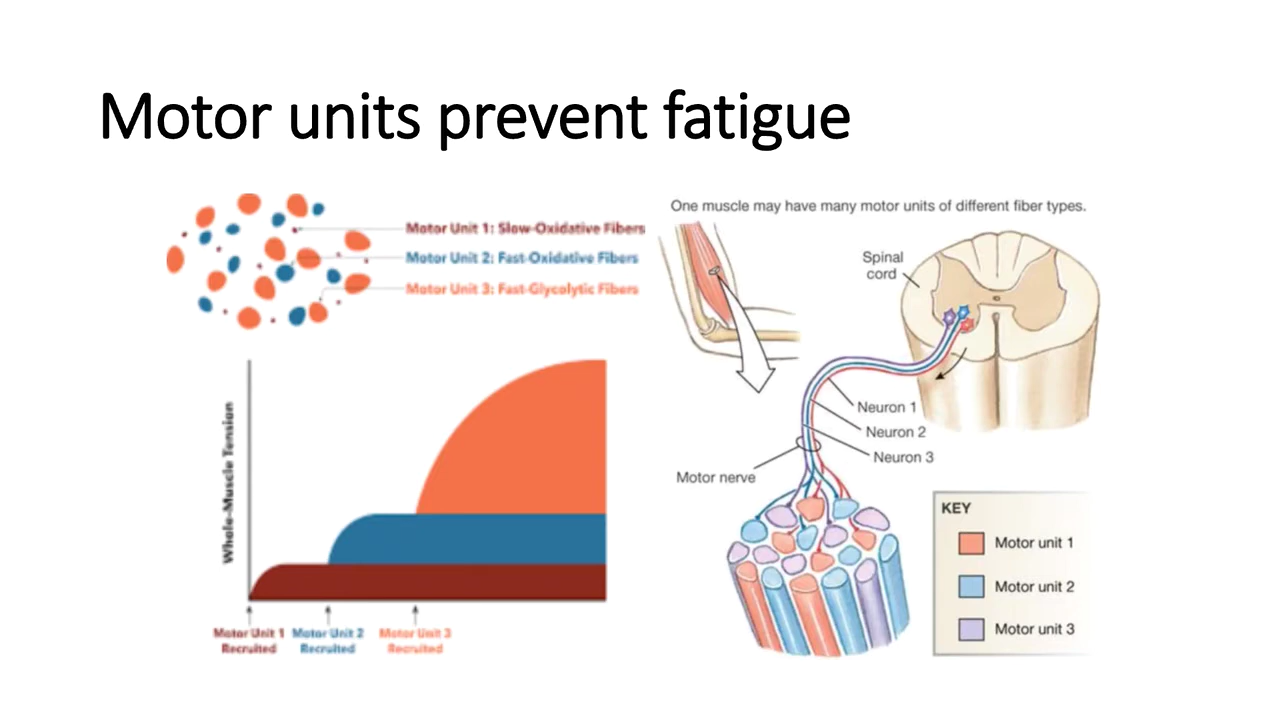 Motor units prevent fatigue
Motor Unit 1: Slow-Oxidative Fibers
Motor Unit 2: Fast-Oxidative Fibers
Motor Unit 3: Fast-Glycolytic Fibers
Whole-Muscle Tension
Motor Unit 1
Recruited
Motor Unit 2
Recruited
Motor Unit 3
Recruited
One muscle may have many motor units of different fiber types.
Spinal
cord
Neuron 1
Neuron 2
Neuron 3
Motor nerve
KEY
Motor unit 1
Motor unit 2
Motor unit 3